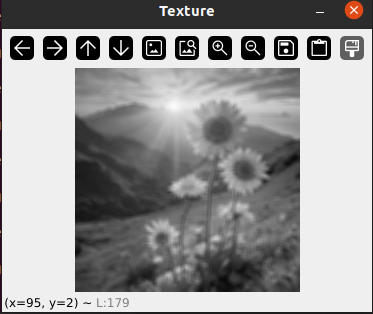 Texture
(x=95, y=2) ~ L:179